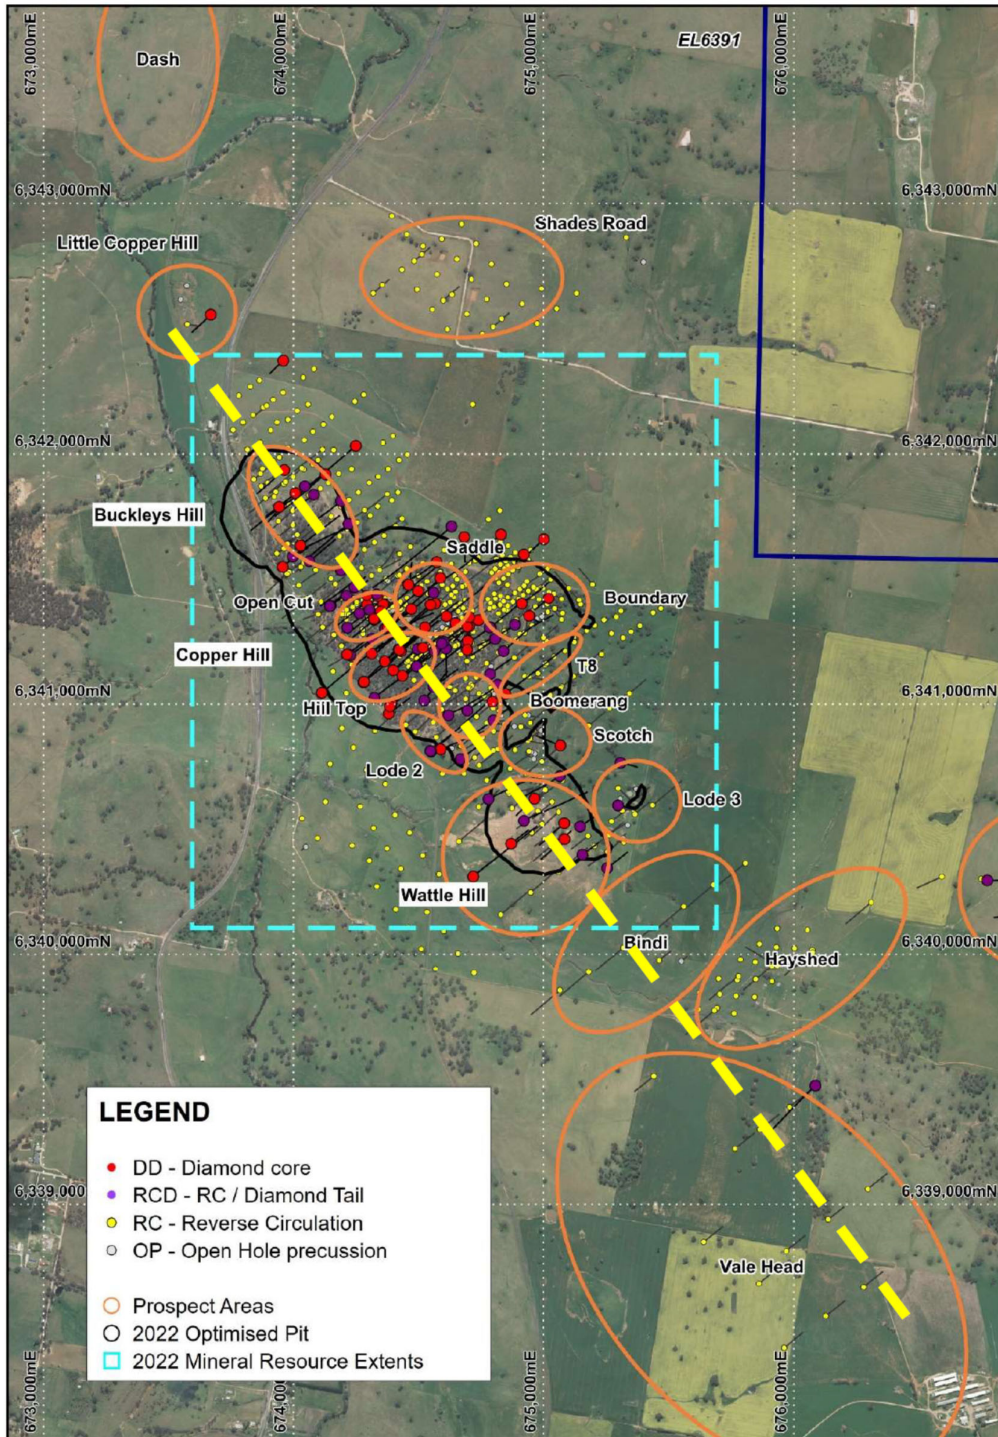 673,000mE
674,000mE
675,000mE
676,000mE
EL6391
Dash
6,343,000mN
6,343,000mN
Shades Road
Little Copper Hill
6,342,000mN
6,342,000mN
Buckleys Hill
Saddle
Open Cut
Boundary
Copper Hill
T8
6,341,000mN
6,341,000mN
Hill Top
Boomerang
Scotch
Lode 2
Lode 3
Wattle Hill
6,340,000mN
6,340,000mN
Bindi
Hayshed
LEGEND
DD - Diamond core
RCD - RC / Diamond Tail
RC - Reverse Circulation
OP - Open Hole precussion
Prospect Areas
2022 Optimised Pit
2022 Mineral Resource Extents
6,339,000mN
6,339,000mN
Vale Head
673,000mE
674,000mE
675,000mE
676,000mE